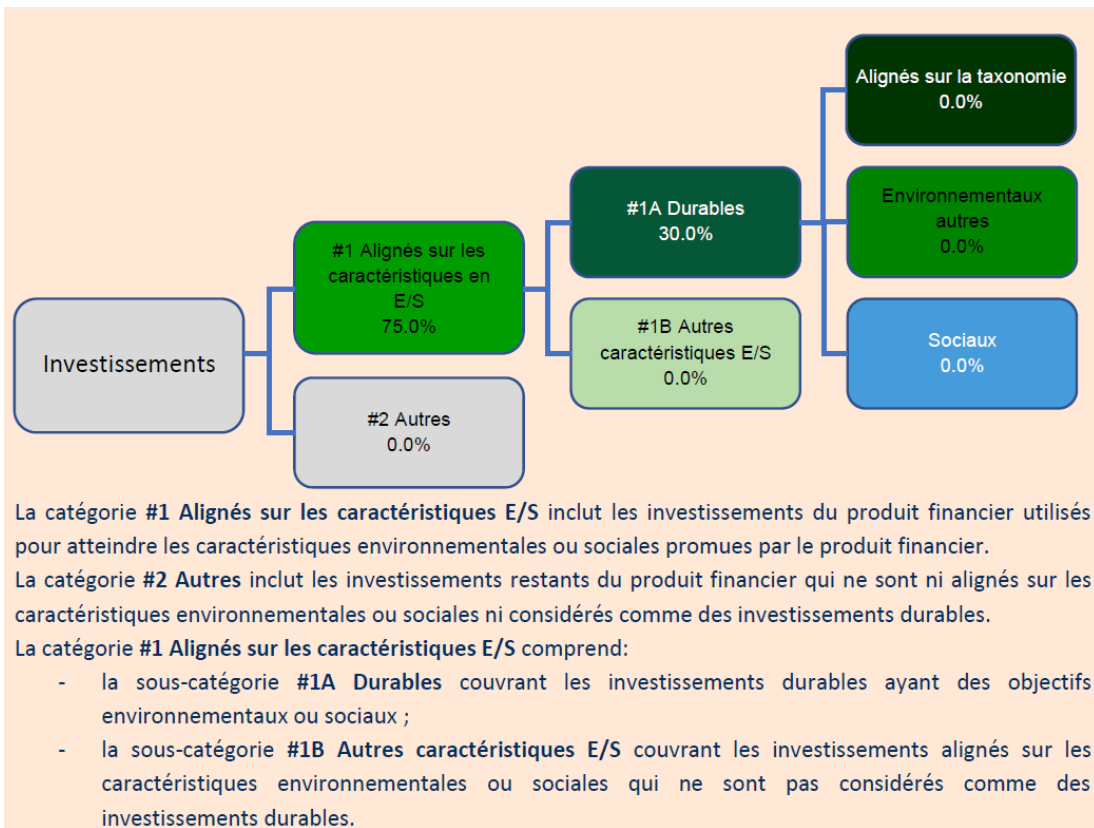 Alignés sur la taxonomie
0.0%
#1A Durables
30.0%
Environnementaux
autres
0.0%
#1 Alignés sur les
caractéristiques en
E/S
75.0%
Investissements
#1B Autres
caractéristiques E/S
0.0%
Sociaux
0.0%
#2 Autres
0.0%
La catégorie #1 Alignés sur les caractéristiques E/S inclut les investissements du produit financier utilisés
pour atteindre les caractéristiques environnementales ou sociales promues par le produit financier.
La catégorie #2 Autres inclut les investissements restants du produit financier qui ne sont ni alignés sur les
caractéristiques environnementales ou sociales ni considérés comme des investissements durables.
La catégorie #1 Alignés sur les caractéristiques E/S comprend:
- la sous-catégorie #1A Durables couvrant les investissements durables ayant des objectifs
environnementaux ou sociaux ;
- la sous-catégorie #1B Autres caractéristiques E/S couvrant les investissements alignés sur les
caractéristiques environnementales ou sociales qui ne sont pas considérés comme des
investissements durables.